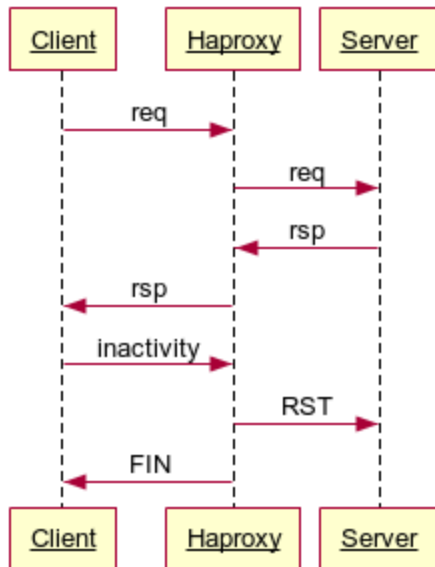 Client Haproxy Server
req
req
rsp
rsp
inactivity
RST
FIN
Client Haproxy Server